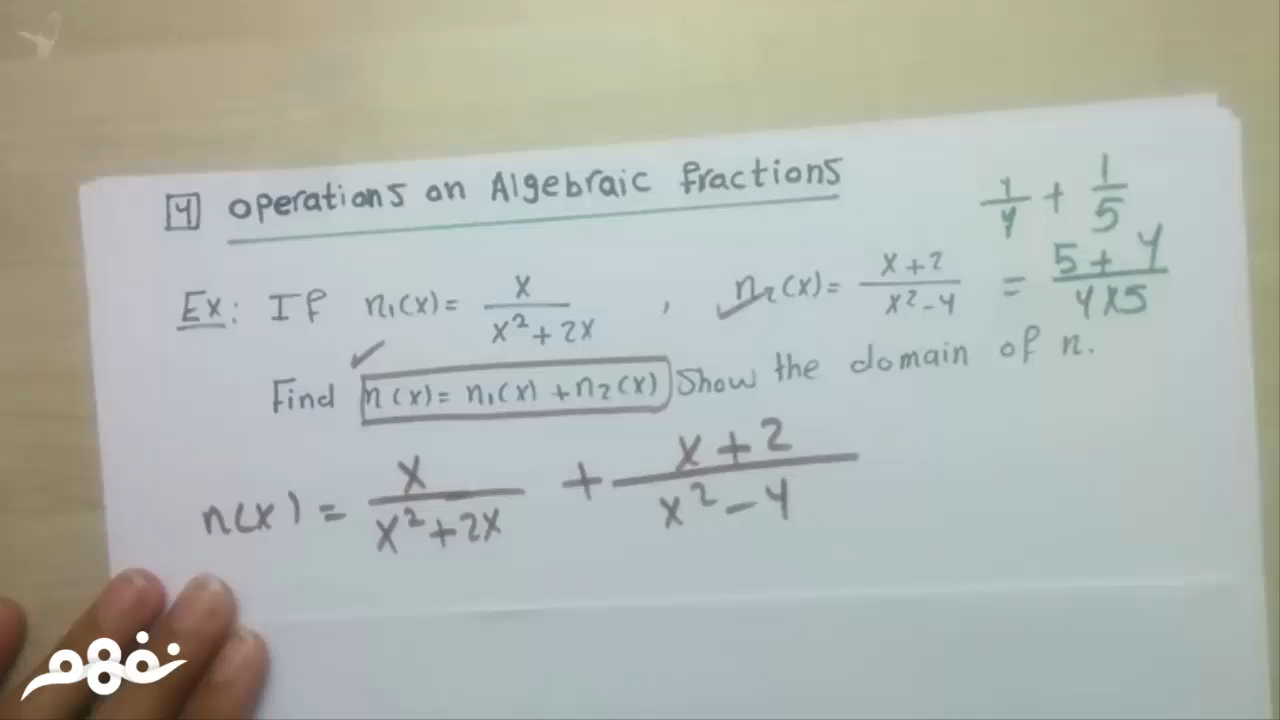 [4] operations on Algebraic fractions
1/4 + 1/5
= (5 + 4)/(4×5)
Ex: If n₁(x) = x/(x² + 2x) , n₂(x) = (x + 2)/(x² - 4)
Find n(x) = n₁(x) + n₂(x) Show the domain of n.
n(x) = x/(x² + 2x) + (x + 2)/(x² - 4)
نفهم